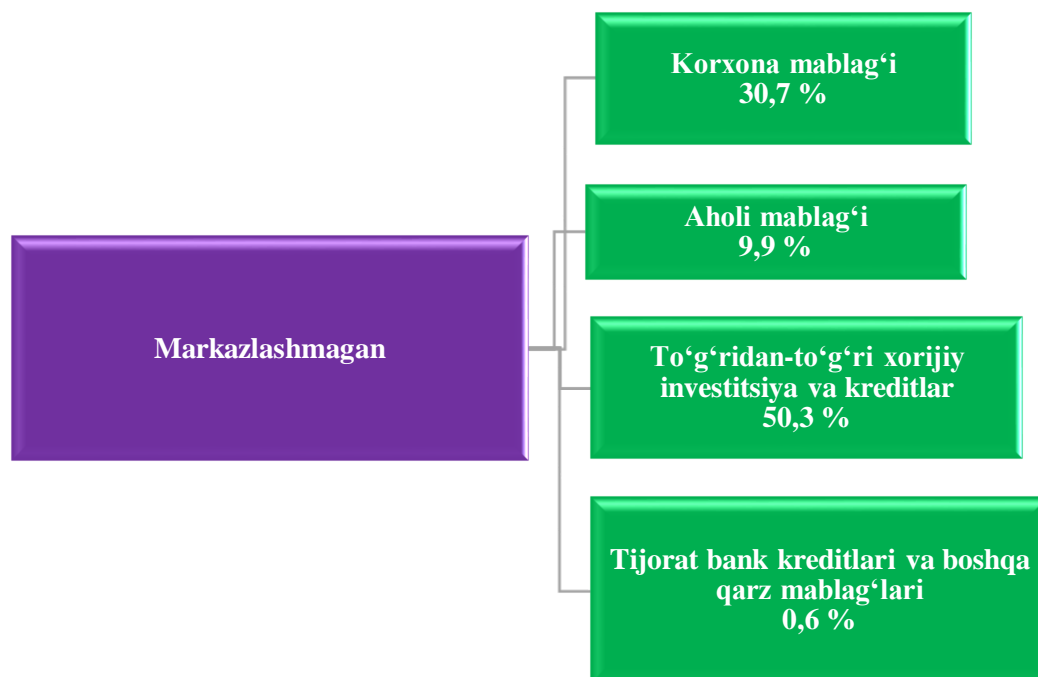 Korxona mablag‘i
30,7 %
Aholi mablag‘i
9,9 %
Markazlashmagan
To‘g‘ridan-to‘g‘ri xorijiy
investitsiya va kreditlar
50,3 %
Tijorat bank kreditlari va boshqa
qarz mablag‘lari
0,6 %